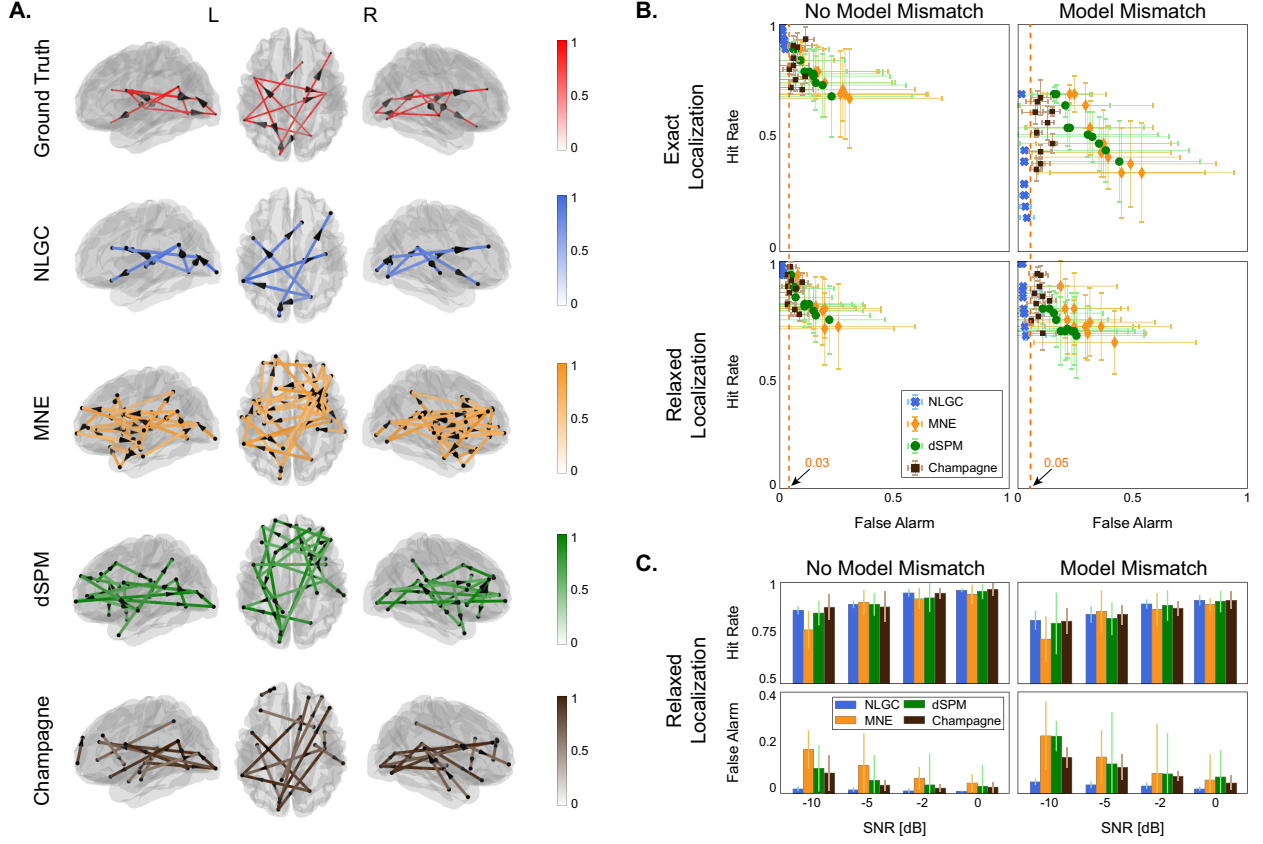 A.
L
R
Ground Truth
1
0.5
0
NLGC
1
0.5
0
MNE
1
0.5
0
dSPM
1
0.5
0
Champagne
1
0.5
0
B.
No Model Mismatch
Model Mismatch
Exact
Localization
Hit Rate
1
0.5
0
Relaxed
Localization
Hit Rate
1
0.5
0
NLGC
MNE
dSPM
Champagne
0.03
0.05
0
0.5
1
0
0.5
1
False Alarm
False Alarm
C.
No Model Mismatch
Model Mismatch
Relaxed
Localization
Hit Rate
1
0.75
0.5
False Alarm
0.4
0.2
0
NLGC
dSPM
MNE
Champagne
-10
-5
-2
0
-10
-5
-2
0
SNR [dB]
SNR [dB]